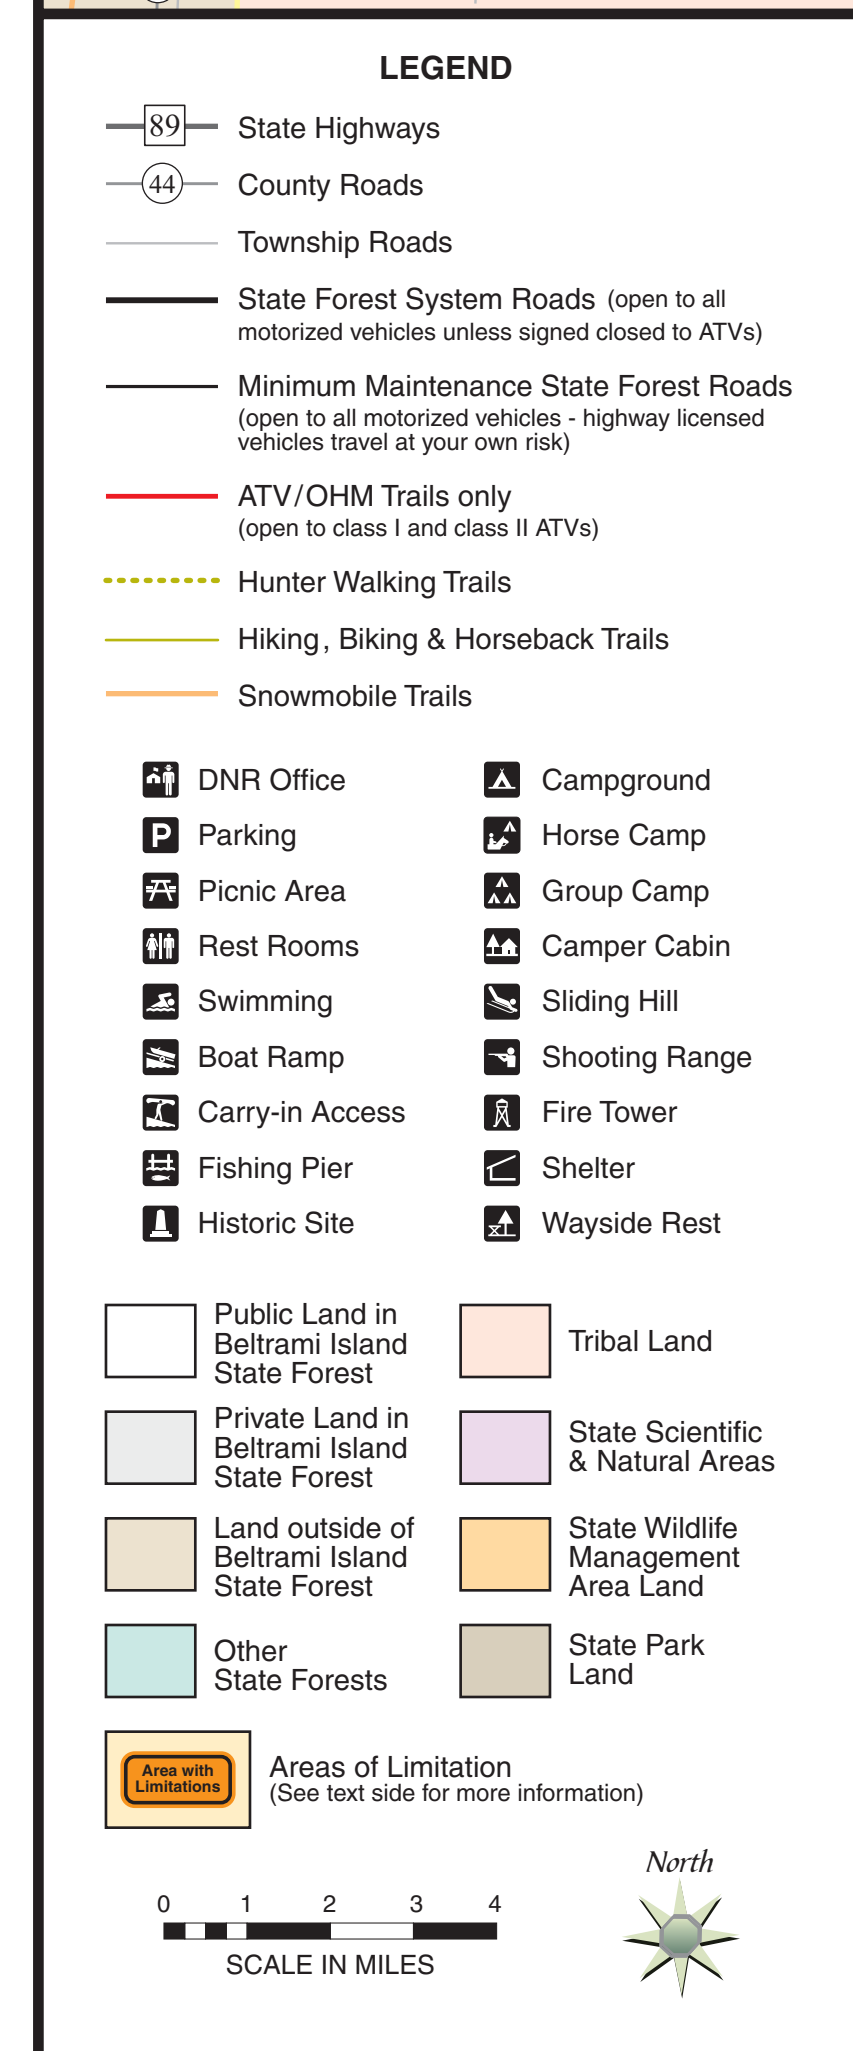 LEGEND
89 State Highways
44 County Roads
Township Roads
State Forest System Roads (open to all
motorized vehicles unless signed closed to ATVs)
Minimum Maintenance State Forest Roads
(open to all motorized vehicles - highway licensed
vehicles travel at your own risk)
ATV/OHM Trails only
(open to class I and class II ATVs)
Hunter Walking Trails
Hiking, Biking & Horseback Trails
Snowmobile Trails
DNR Office
P Parking
Picnic Area
Rest Rooms
Swimming
Boat Ramp
Carry-in Access
Fishing Pier
Historic Site
Campground
Horse Camp
Group Camp
Camper Cabin
Sliding Hill
Shooting Range
Fire Tower
Shelter
Wayside Rest
Public Land in
Beltrami Island
State Forest
Private Land in
Beltrami Island
State Forest
Land outside of
Beltrami Island
State Forest
Other
State Forests
Tribal Land
State Scientific
& Natural Areas
State Wildlife
Management
Area Land
State Park
Land
Area with
Limitations
Areas of Limitation
(See text side for more information)
0 1 2 3 4
SCALE IN MILES
North